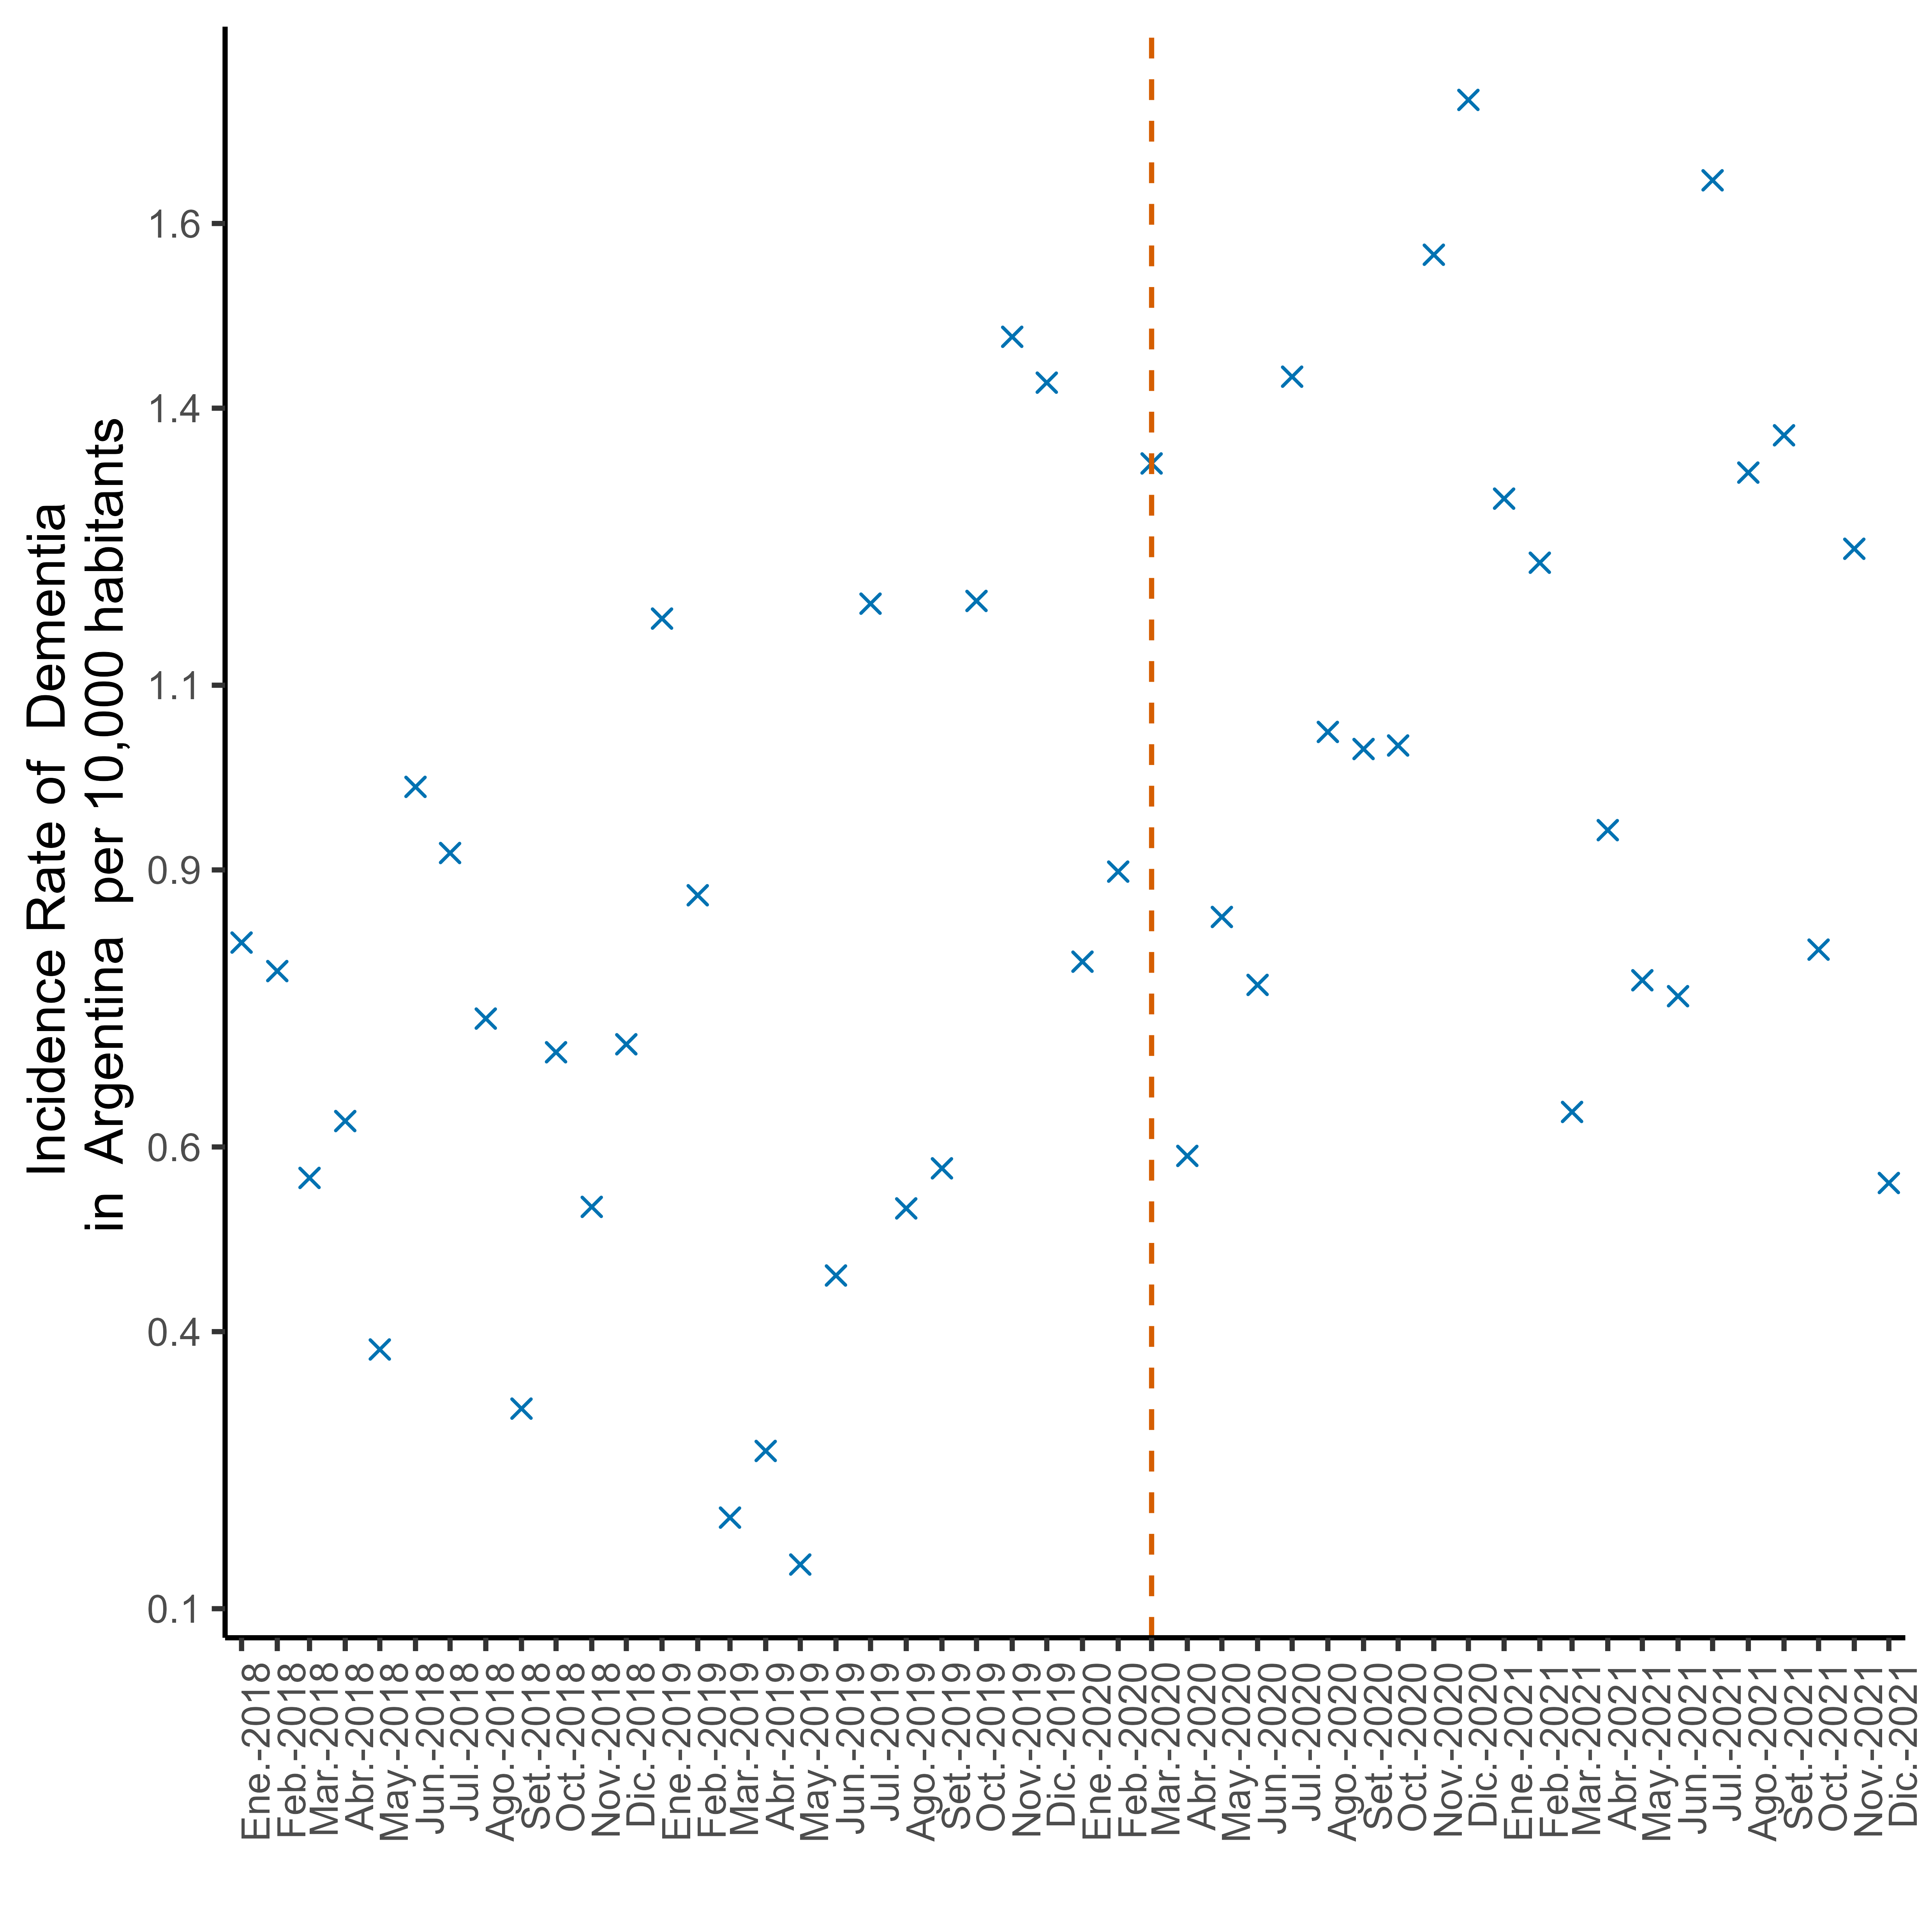 Incidence Rate of  Dementia
in  Argentina  per 10,000 habitants
1.6
1.4
1.1
0.9
0.6
0.4
0.1
Ene.-2018
Feb.-2018
Mar.-2018
Abr.-2018
May.-2018
Jun.-2018
Jul.-2018
Ago.-2018
Set.-2018
Oct.-2018
Nov.-2018
Dic.-2018
Ene.-2019
Feb.-2019
Mar.-2019
Abr.-2019
May.-2019
Jun.-2019
Jul.-2019
Ago.-2019
Set.-2019
Oct.-2019
Nov.-2019
Dic.-2019
Ene.-2020
Feb.-2020
Mar.-2020
Abr.-2020
May.-2020
Jun.-2020
Jul.-2020
Ago.-2020
Set.-2020
Oct.-2020
Nov.-2020
Dic.-2020
Ene.-2021
Feb.-2021
Mar.-2021
Abr.-2021
May.-2021
Jun.-2021
Jul.-2021
Ago.-2021
Set.-2021
Oct.-2021
Nov.-2021
Dic.-2021